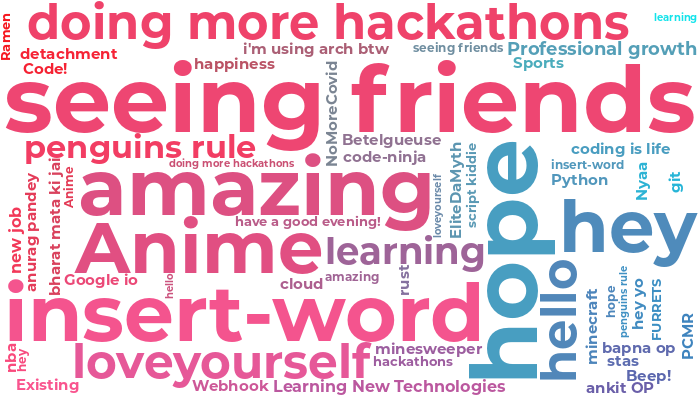 doing more hackathons
learning
Ramen
detachment
i'm using arch btw
seeing friends
Professional growth
Code!
happiness
Sports
seeing friends
NoMoreCovid
penguins rule
Betelgueuse
code-ninja
coding is life
doing more hackathons
insert-word
amazing
hope
Python
Nyaa
git
new job
anurag pandey
bharat mata ki jai
Anime
loveyourself
EliteDaMyth
script kiddie
have a good evening!
hey
Anime
learning
Google io
hello
cloud
amazing
rust
hello
insert-word
minecraft
hope
penguins rule
hey yo
FURRETS
PCMR
nba
hey
loveyourself
minesweeper
hackathons
bapna op
stas
Beep!
Existing
Webhook
Learning New Technologies
ankit OP